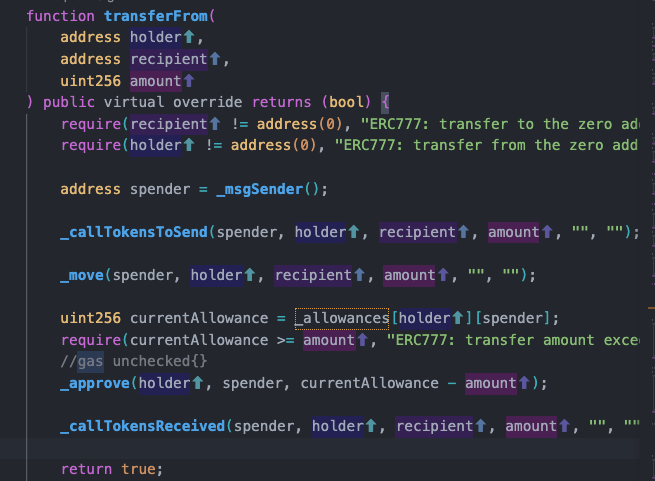 function transferFrom(
address holder↑,
address recipient↑,
uint256 amount↑
) public virtual override returns (bool) {
require(recipient↑ != address(0), "ERC777: transfer to the zero add
require(holder↑ != address(0), "ERC777: transfer from the zero add
address spender = _msgSender();
_callTokensToSend(spender, holder↑, recipient↑, amount↑, "", "");
_move(spender, holder↑, recipient↑, amount↑, "", "");
uint256 currentAllowance = _allowances[holder↑][spender];
require(currentAllowance >= amount↑, "ERC777: transfer amount exce
//gas unchecked{}
_approve(holder↑, spender, currentAllowance - amount↑);
_callTokensReceived(spender, holder↑, recipient↑, amount↑, "", ""
return true;